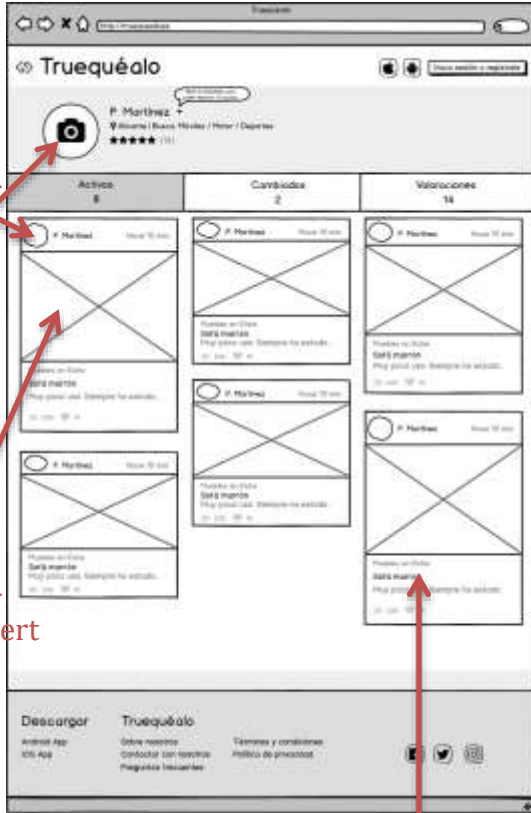 Truequéalo
http://truequealo.es
Truequéalo
Inicia sesión o regístrate
P. Martínez
Alicante / Busco: Móviles / Motor / Deportes
★★★★★ (14)
Activos
8
Cambiados
2
Valoraciones
14
P. Martínez Hace 10 min
Muebles en Elche
Sofá marrón
Muy poco uso. Siempre ha estado...
P. Martínez Hace 10 min
Muebles en Elche
Sofá marrón
Muy poco uso. Siempre ha estado...
P. Martínez Hace 10 min
Muebles en Elche
Sofá marrón
Muy poco uso. Siempre ha estado...
P. Martínez Hace 10 min
Muebles en Elche
Sofá marrón
Muy poco uso. Siempre ha estado...
P. Martínez Hace 10 min
Muebles en Elche
Sofá marrón
Muy poco uso. Siempre ha estado...
P. Martínez Hace 10 min
Muebles en Elche
Sofá marrón
Muy poco uso. Siempre ha estado...
ert
Descargar
Android App
iOS App
Truequéalo
Sobre nosotros
Contactar con nosotros
Preguntas frecuentes
Términos y condiciones
Política de privacidad